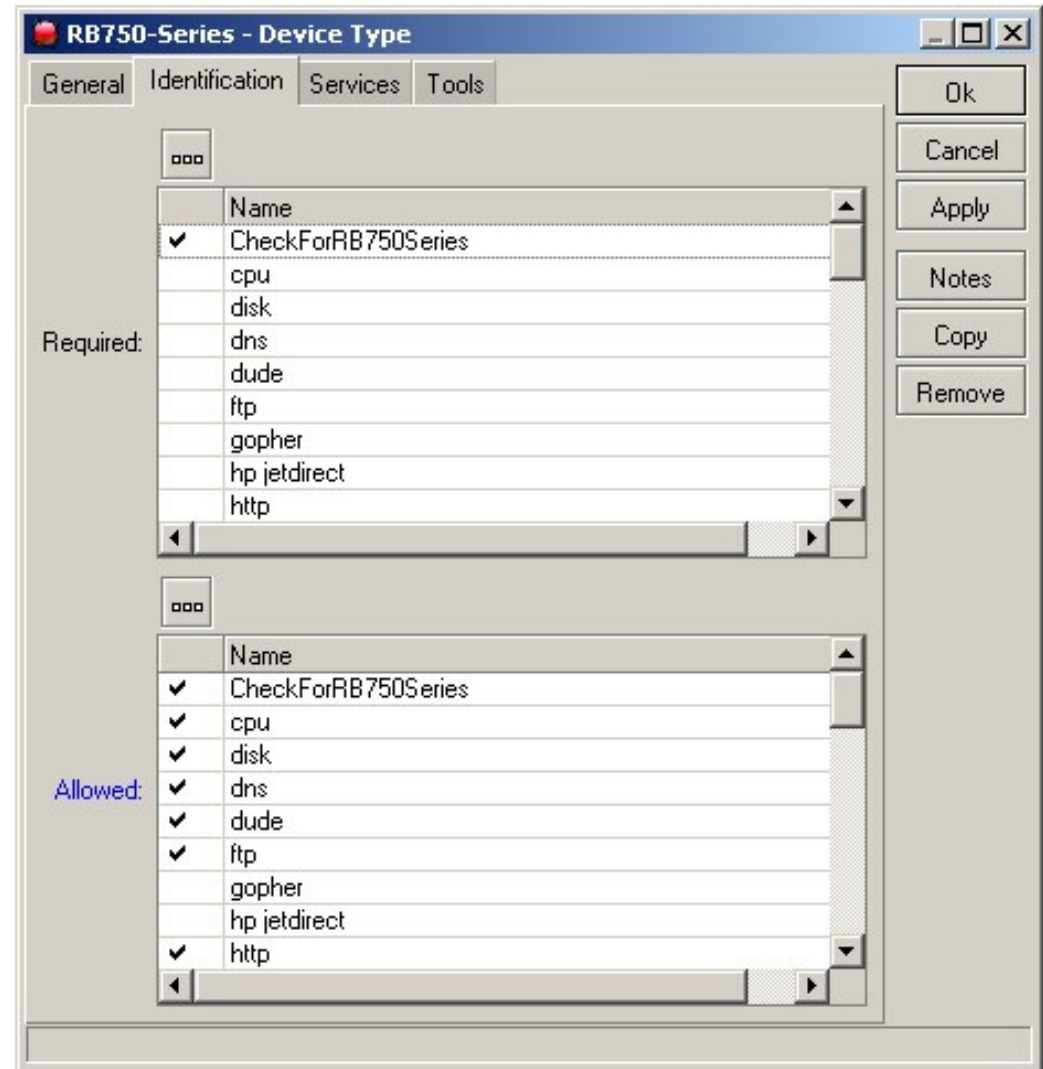 RB750-Series - Device Type
General Identification Services Tools
Ok
Cancel
Apply
Notes
Copy
Remove
Required:
Name
CheckForRB750Series
cpu
disk
dns
dude
ftp
gopher
hp jetdirect
http
Allowed:
Name
CheckForRB750Series
cpu
disk
dns
dude
ftp
gopher
hp jetdirect
http